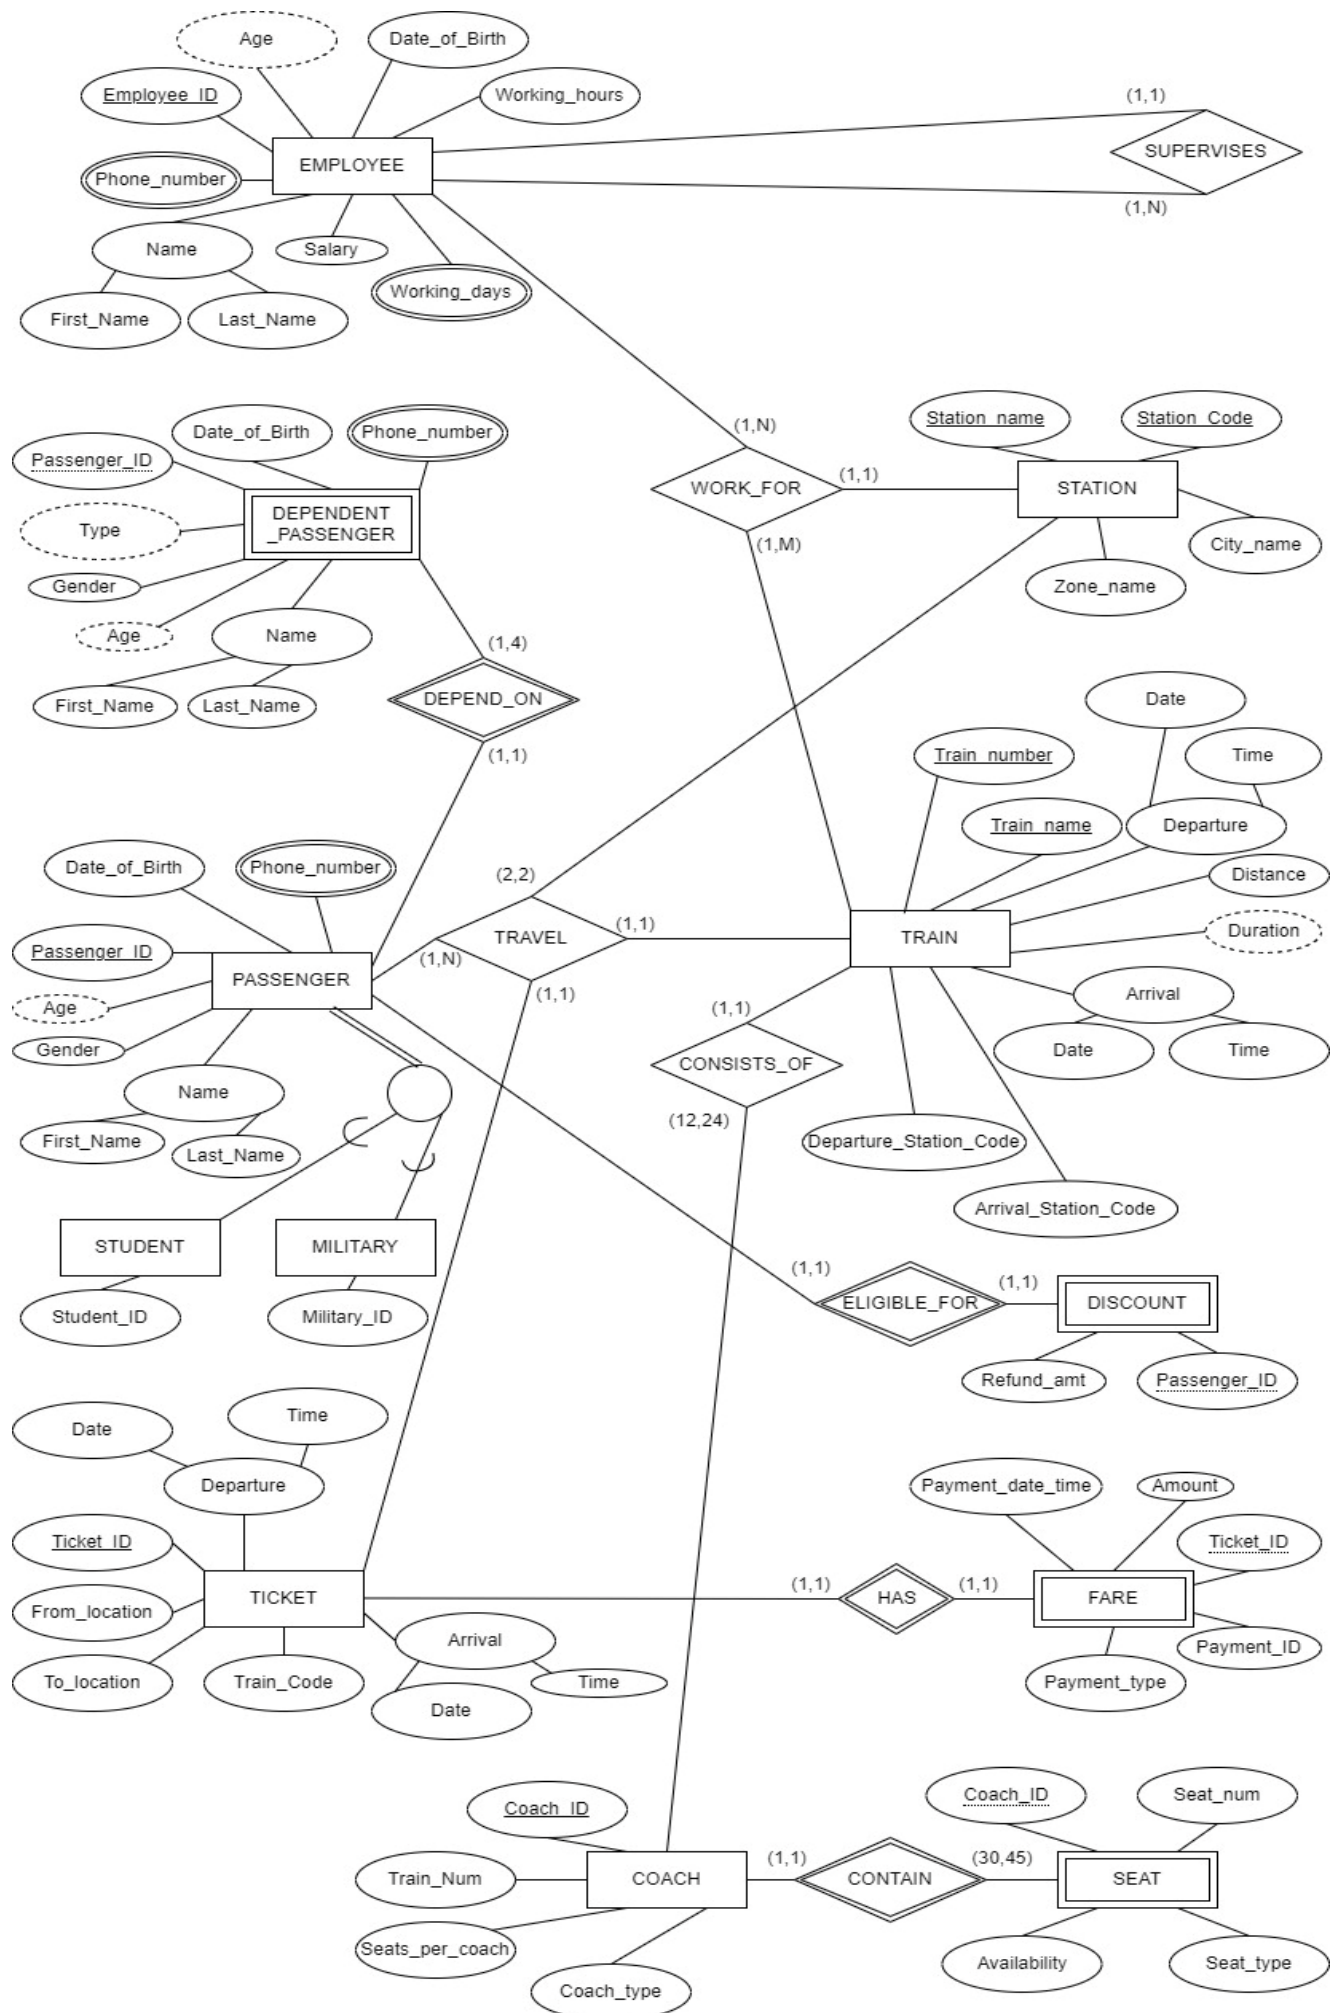 Age
Date_of_Birth
Employee_ID
Working_hours
(1,1)
EMPLOYEE
SUPERVISES
Phone_number
(1,N)
Name
Salary
Working_days
First_Name
Last_Name
Date_of_Birth
Phone_number
(1,N)
Station_name
Station_Code
Passenger_ID
(1,1)
WORK_FOR
STATION
DEPENDENT
_PASSENGER
Type
(1,M)
City_name
Gender
Zone_name
Age
Name
(1,4)
First_Name
Last_Name
DEPEND_ON
Date
(1,1)
Train_number
Time
Train_name
Departure
Date_of_Birth
Phone_number
(2,2)
Distance
(1,1)
TRAVEL
TRAIN
Duration
Passenger_ID
(1,N)
PASSENGER
(1,1)
Age
Arrival
(1,1)
Gender
CONSISTS_OF
Date
Time
Name
(12,24)
First_Name
Last_Name
Departure_Station_Code
Arrival_Station_Code
STUDENT
MILITARY
(1,1)
(1,1)
ELIGIBLE_FOR
DISCOUNT
Student_ID
Military_ID
Refund_amt
Passenger_ID
Date
Time
Departure
Payment_date_time
Amount
Ticket_ID
Ticket_ID
(1,1)
(1,1)
TICKET
HAS
FARE
From_location
Arrival
Payment_ID
To_location
Train_Code
Time
Payment_type
Date
Coach_ID
Coach_ID
Seat_num
Train_Num
(1,1)
(30,45)
COACH
CONTAIN
SEAT
Seats_per_coach
Availability
Seat_type
Coach_type